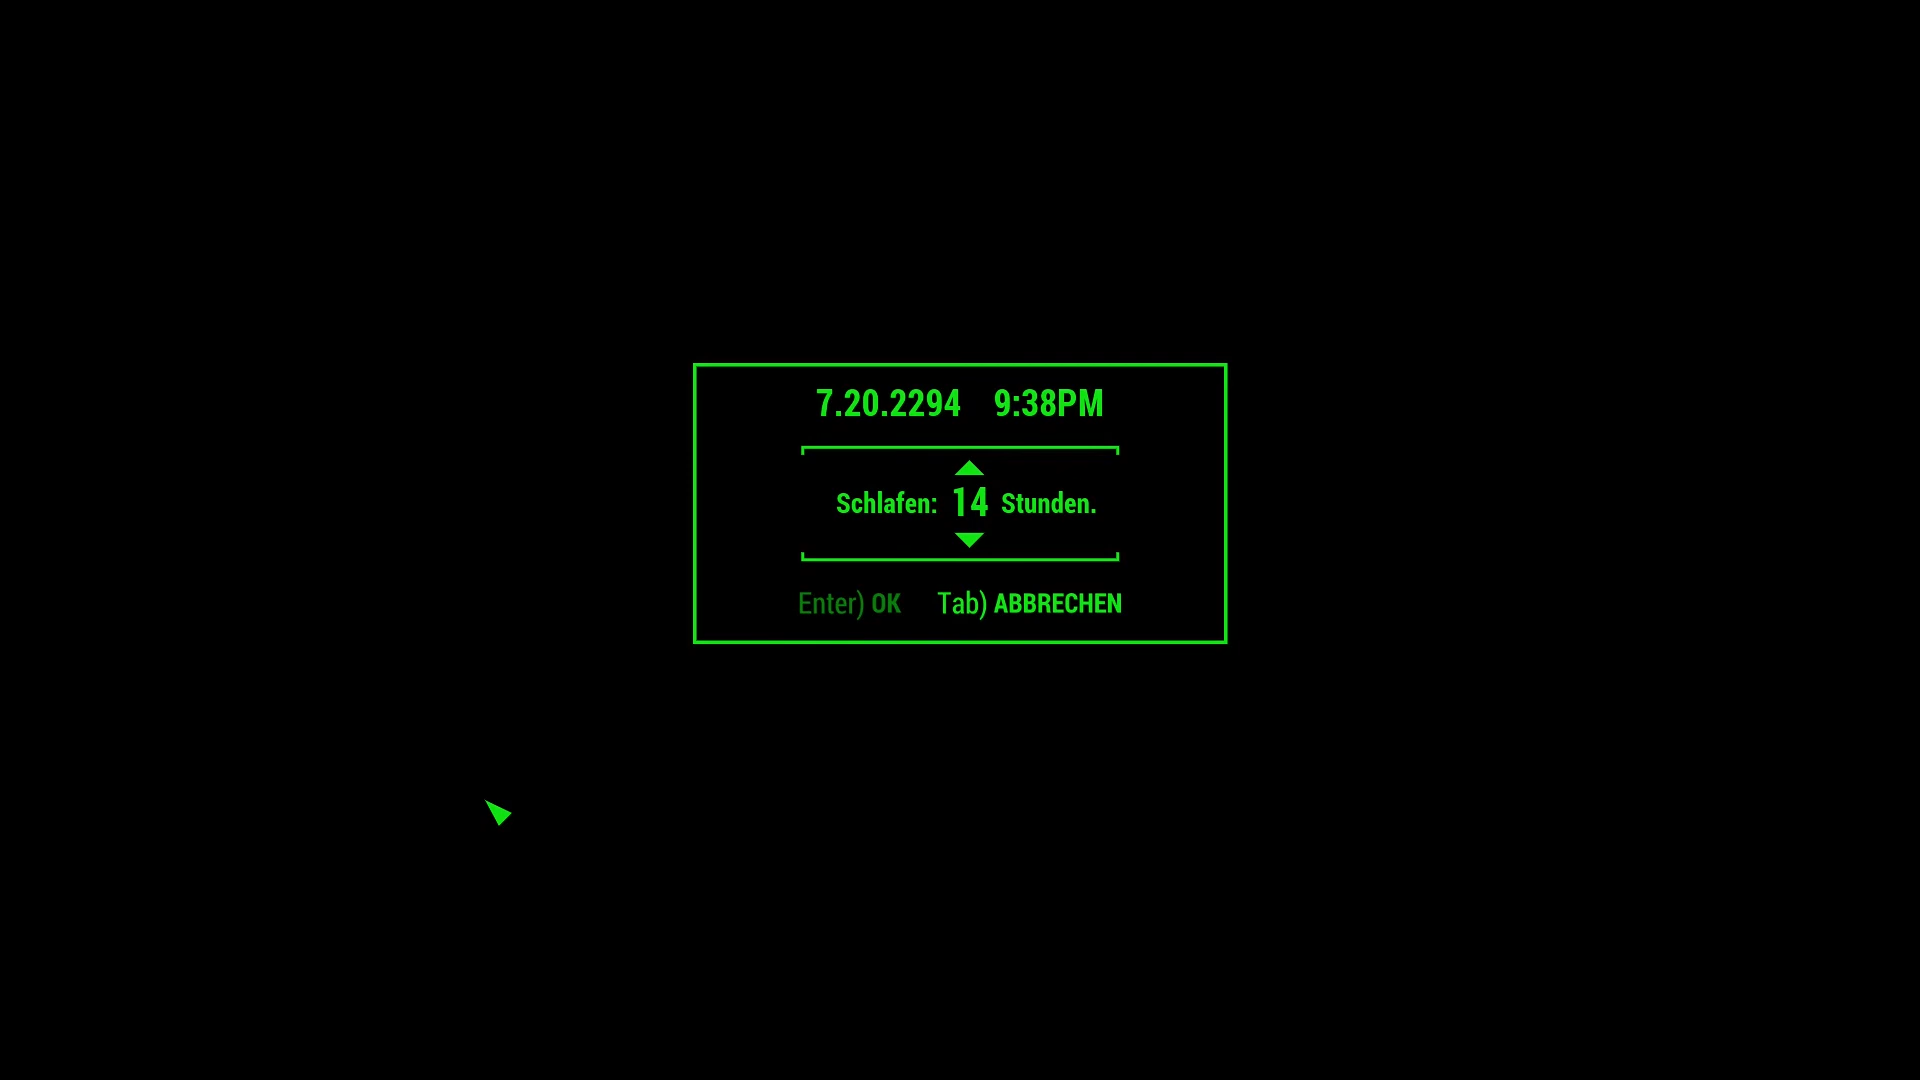 7.20.2294 9:38PM
Schlafen: 14 Stunden.
Enter) OK Tab) ABBRECHEN